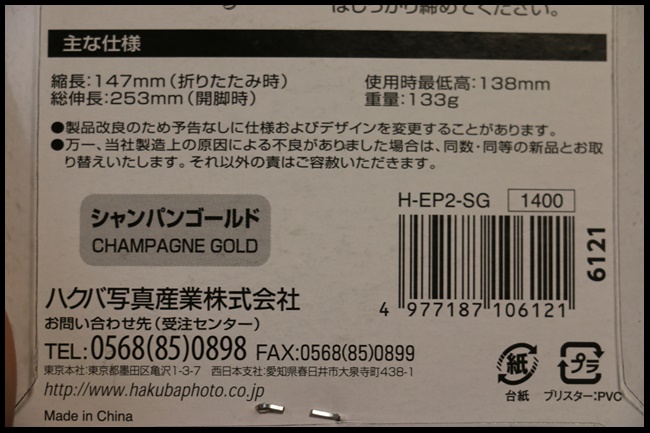 はしっかり締めてください。
主な仕様
縮長：147mm（折りたたみ時）
使用時最低高：138mm
総伸長：253mm（開脚時）
重量：133g
●製品改良のため予告なしに仕様およびデザインを変更することがあります。
●万一、当社製造上の原因による不良がありました場合は、同数・同等の新品とお取
り替えいたします。それ以外の責はご容赦いただきます。
シャンパンゴールド
CHAMPAGNE GOLD
H-EP2-SG 1400
4 977187 106121
6121
ハクバ写真産業株式会社
お問い合わせ先（受注センター）
TEL:0568(85)0898 FAX:0568(85)0899
東京本社：東京都墨田区亀沢1-3-7 西日本支社：愛知県春日井市大泉寺町438-1
http://www.hakubaphoto.co.jp
Made in China
紙
台紙
プラ
ブリスター：PVC